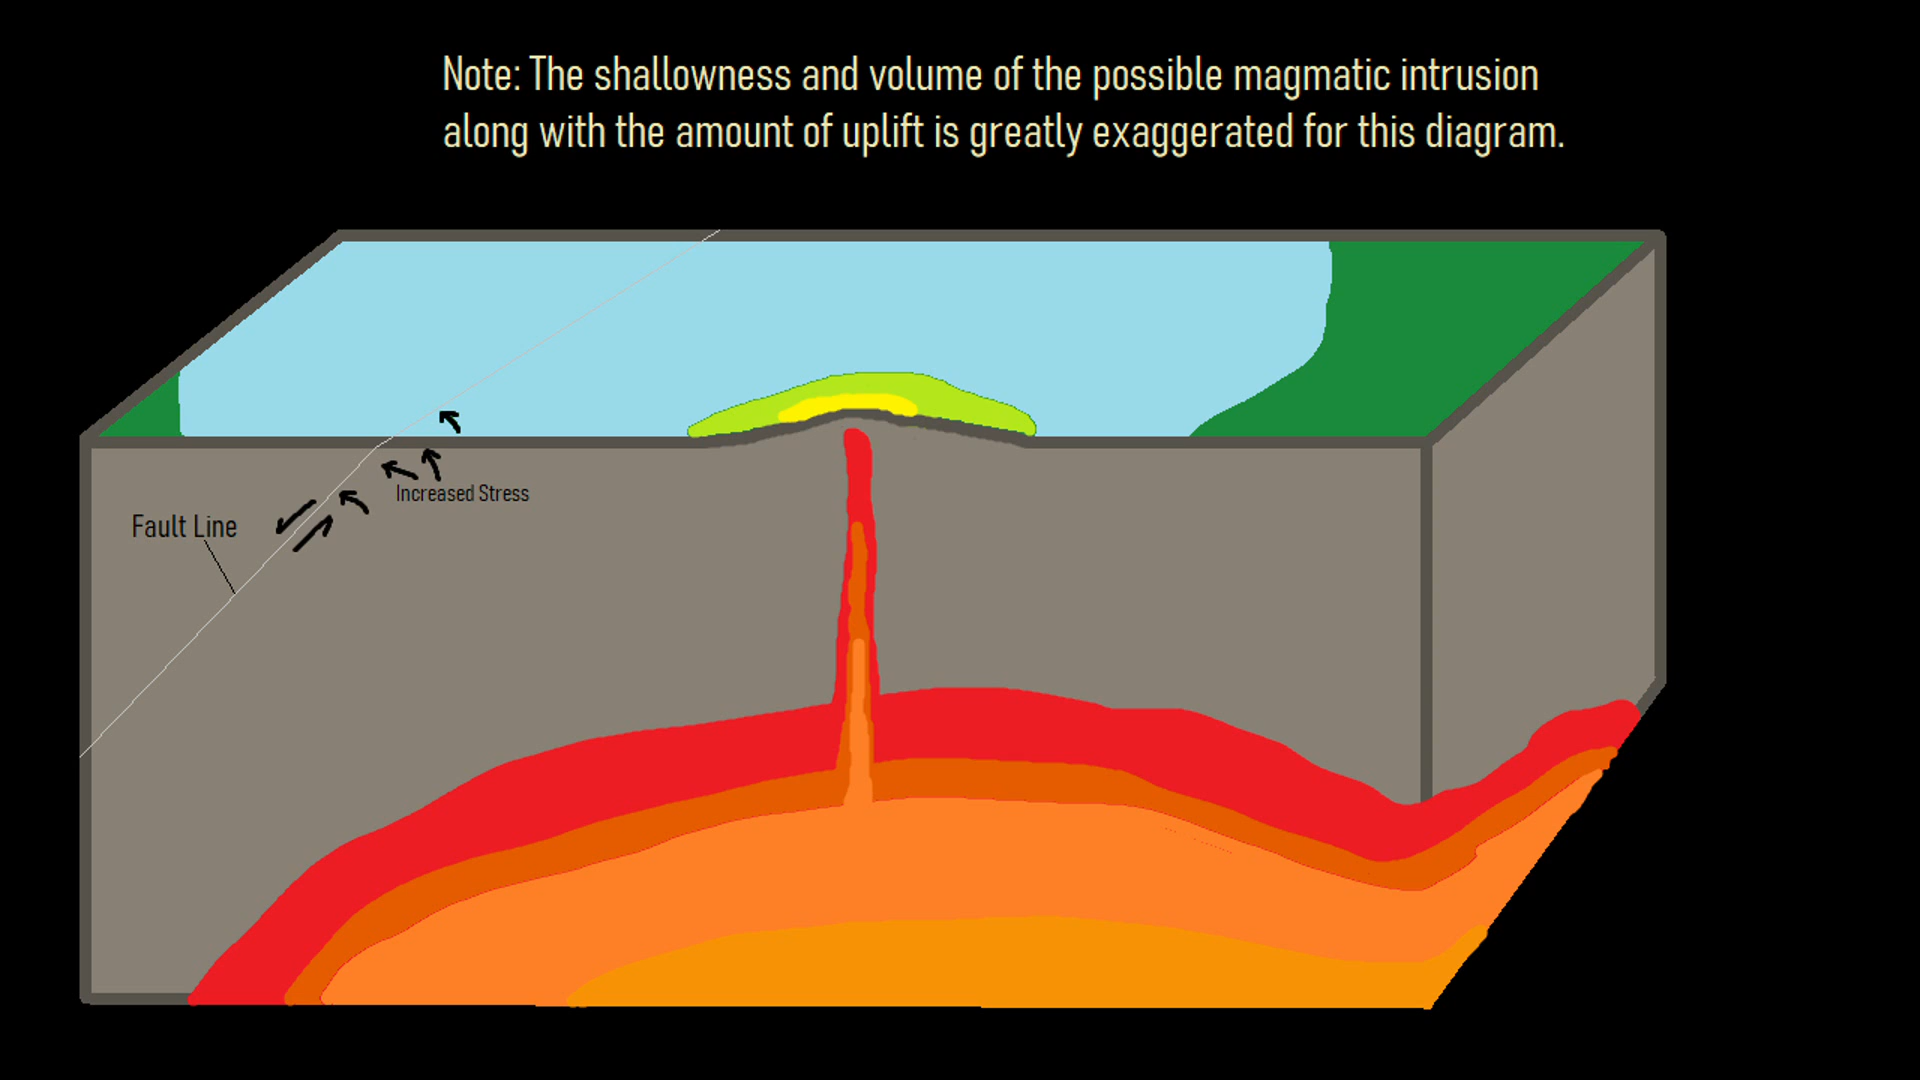 Note: The shallowness and volume of the possible magmatic intrusion
along with the amount of uplift is greatly exaggerated for this diagram.
Increased Stress
Fault Line